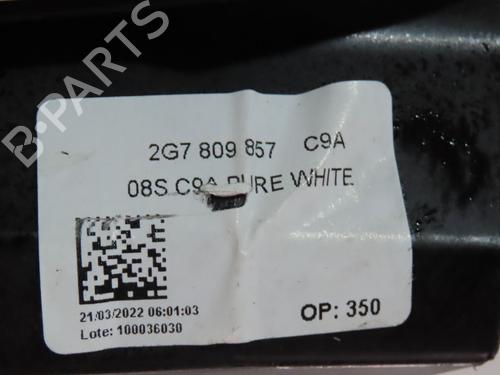 2G7 809 857 C9A
08S C9A PURE WHITE
21/03/2022 06:01:03
Lote: 100036030
OP: 350
B-PARTS